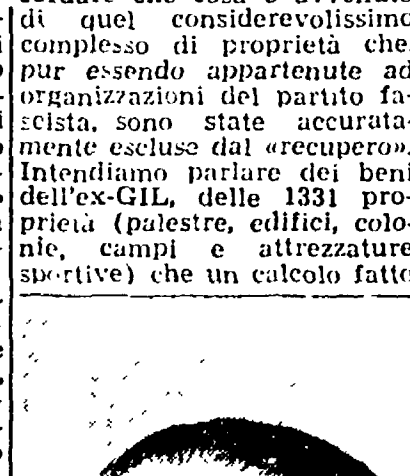 di quel considerevolissimo
complesso di proprietà che,
pur essendo appartenute ad
organizzazioni del partito fa-
scista, sono state accurata-
mente escluse dal «recupero».
Intendiamo parlare dei beni
dell'ex-GIL, delle 1331 pro-
prietà (palestre, edifici, colo-
nie, campi e attrezzature
sportive) che un calcolo fatto